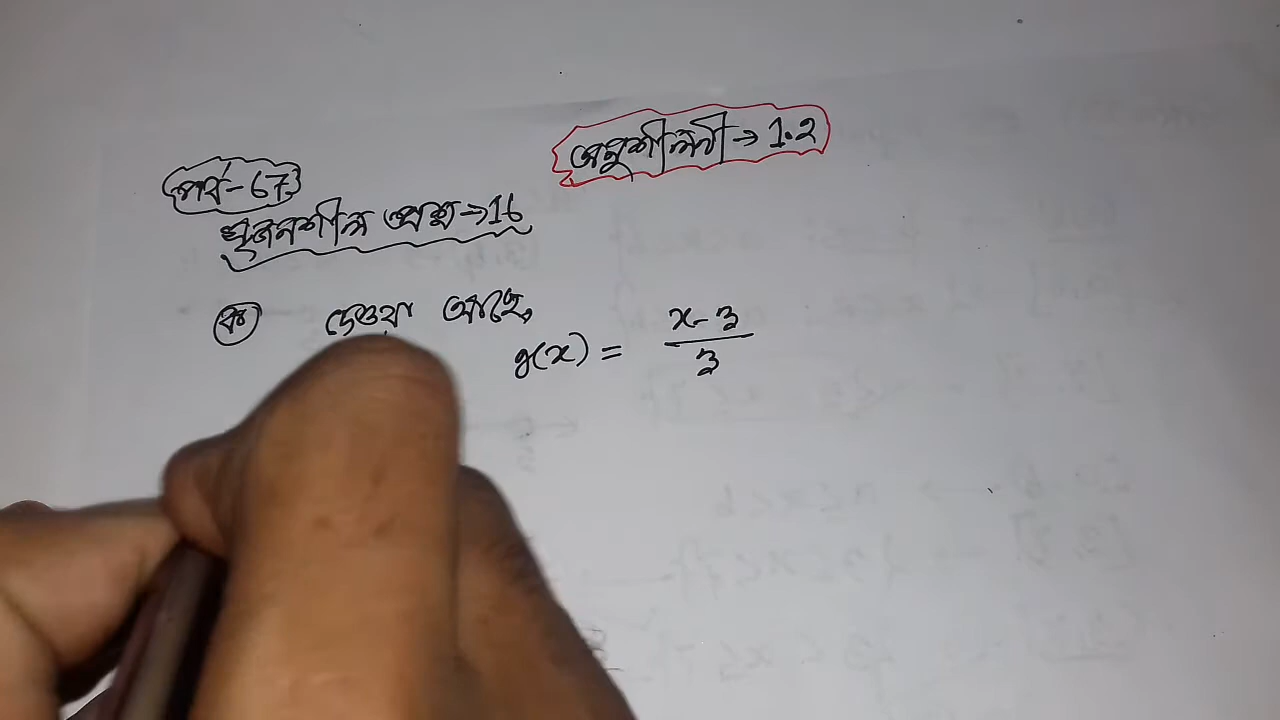 অনুশীলনী → 1.2
পর্ব - 67
সৃজনশীল প্রশ্ন → 16
ক দেওয়া আছে,
g(x) = (x - 3) / 3